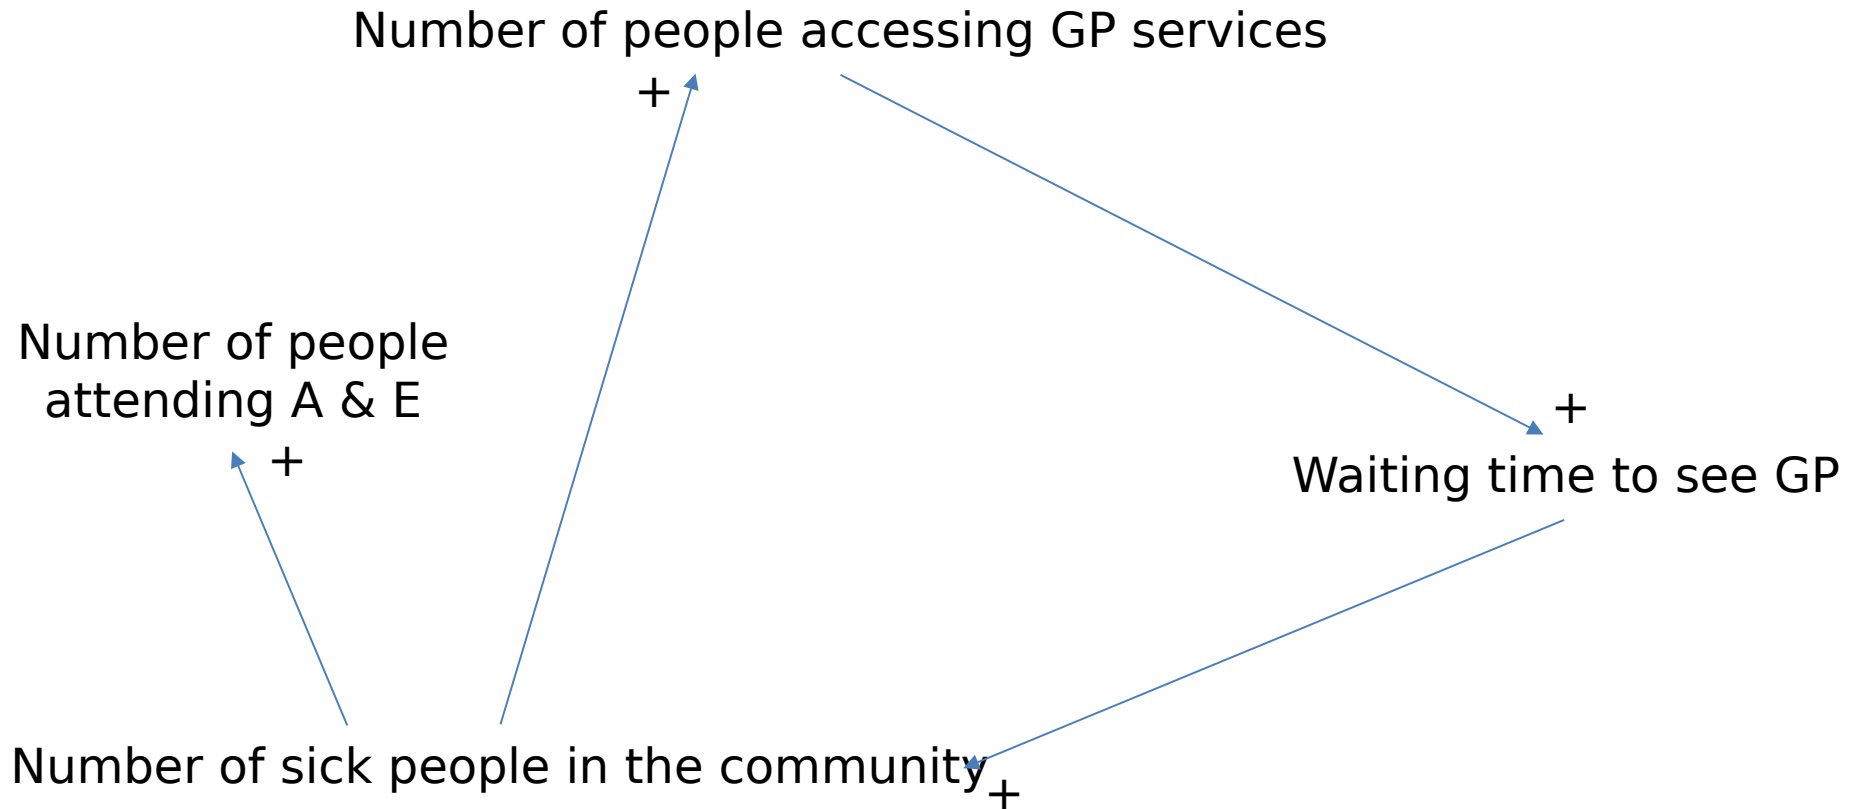 Number of people accessing GP services
+
Number of people
attending A & E
+
+
Waiting time to see GP
Number of sick people in the community
+